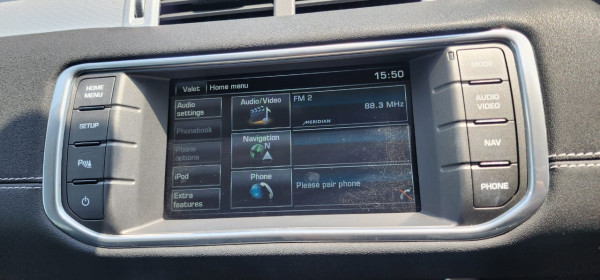 HOME
MENU
SETUP
P
Valet
Home menu
15:50
Audio
settings
Phonebook
Phone
options
iPod
Extra
features
Audio/Video
FM 2
88.3 MHz
MERIDIAN
Navigation
N
Phone
Please pair phone
MODE
AUDIO
VIDEO
NAV
PHONE